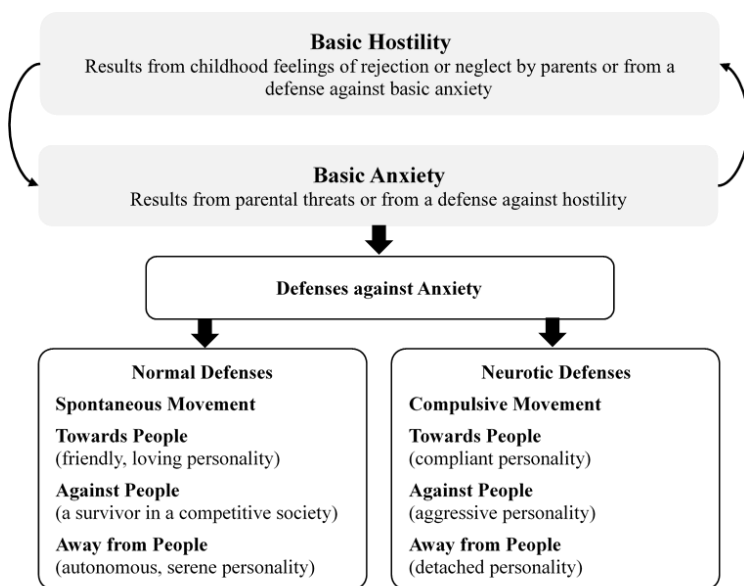 Basic Hostility
Results from childhood feelings of rejection or neglect by parents or from a
defense against basic anxiety
Basic Anxiety
Results from parental threats or from a defense against hostility
Defenses against Anxiety
Normal Defenses
Spontaneous Movement
Towards People
(friendly, loving personality)
Against People
(a survivor in a competitive society)
Away from People
(autonomous, serene personality)
Neurotic Defenses
Compulsive Movement
Towards People
(compliant personality)
Against People
(aggressive personality)
Away from People
(detached personality)